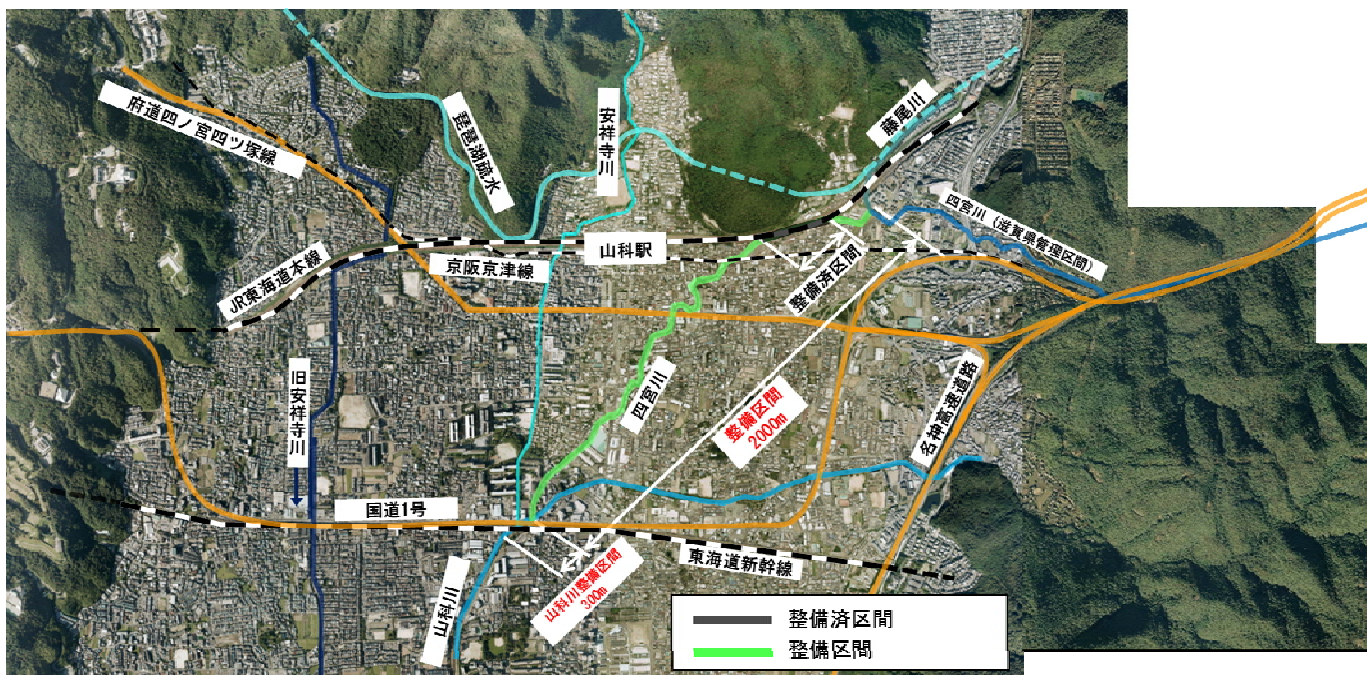 府道四ノ宮四ツ塚線
琵琶湖疏水
安祥寺川
藤尾川
四宮川（滋賀県管理区間）
JR東海道本線
京阪京津線
山科駅
整備済区間
旧安祥寺川
四宮川
整備区間
2000m
名神高速道路
国道1号
山科川
山科川整備区間
300m
東海道新幹線
整備済区間
整備区間